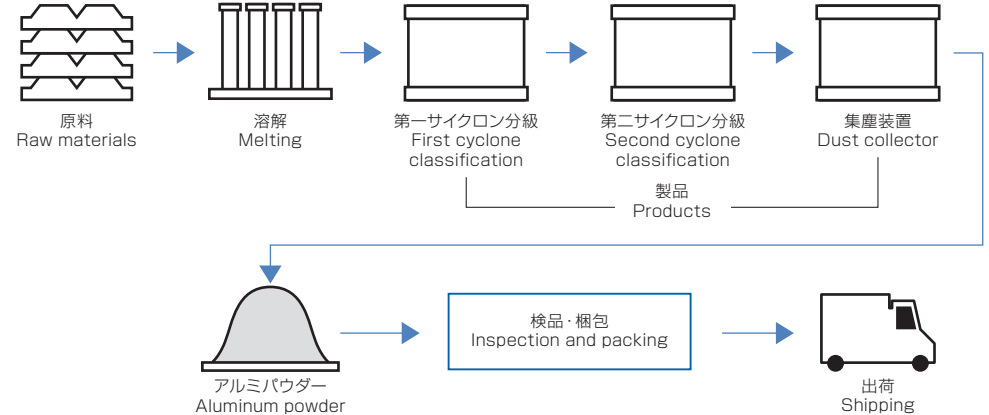 原料
Raw materials
溶解
Melting
第一サイクロン分級
First cyclone
classification
第二サイクロン分級
Second cyclone
classification
集塵装置
Dust collector
製品
Products
アルミパウダー
Aluminum powder
検品・梱包
Inspection and packing
出荷
Shipping